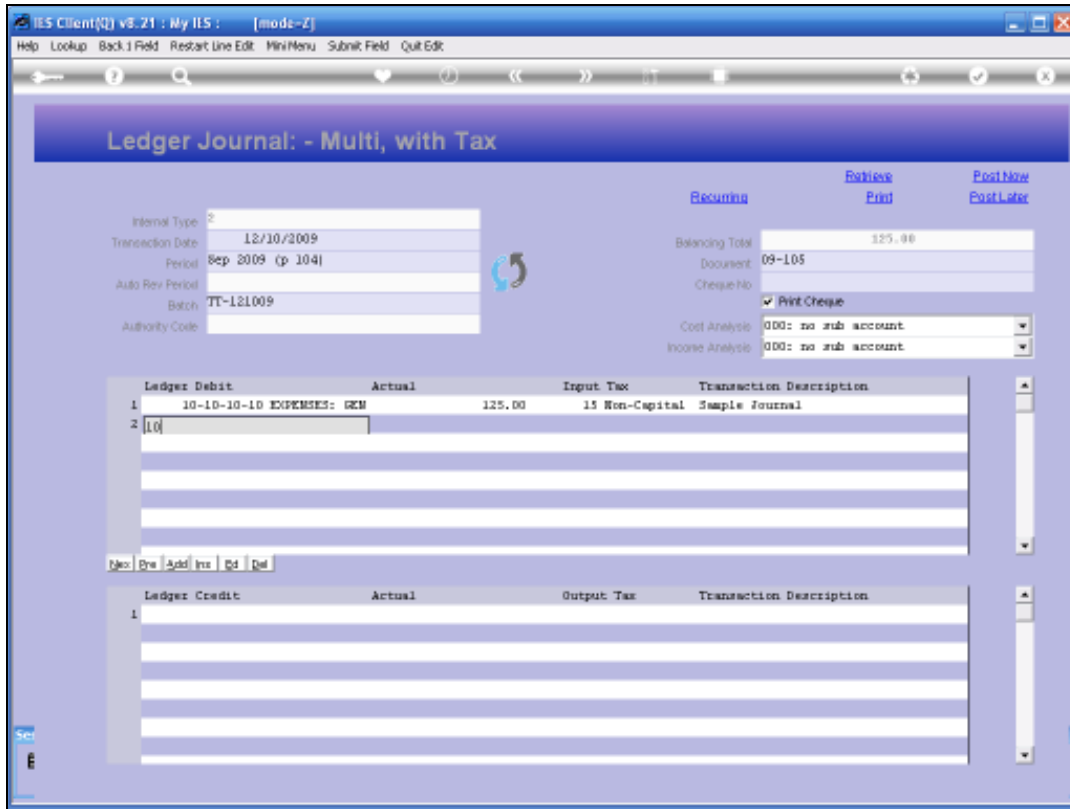 IES Client(Q) v8.21 : My IES : [mode-Z]
Help Lookup Back 1 Field Restart Line Edit MiniMenu Submit Field Quit Edit
Ledger Journal: - Multi, with Tax
Retrieve Post Now
Recurring Print Post Later
Internal Type 2
Transaction Date 12/10/2009 Balancing Total 125.00
Period Sep 2009 (p 104) Document 09-105
Auto Rev Period Cheque No
Batch TT-121009 Print Cheque
Authority Code Cost Analysis 000: no sub account
Income Analysis 000: no sub account
Ledger Debit Actual Input Tax Transaction Description
1 10-10-10-10 EXPENSES: GEN 125.00 15 Non-Capital Sample Journal
2 10
Nex Pre Add Ins Ed Del
Ledger Credit Actual Output Tax Transaction Description
1